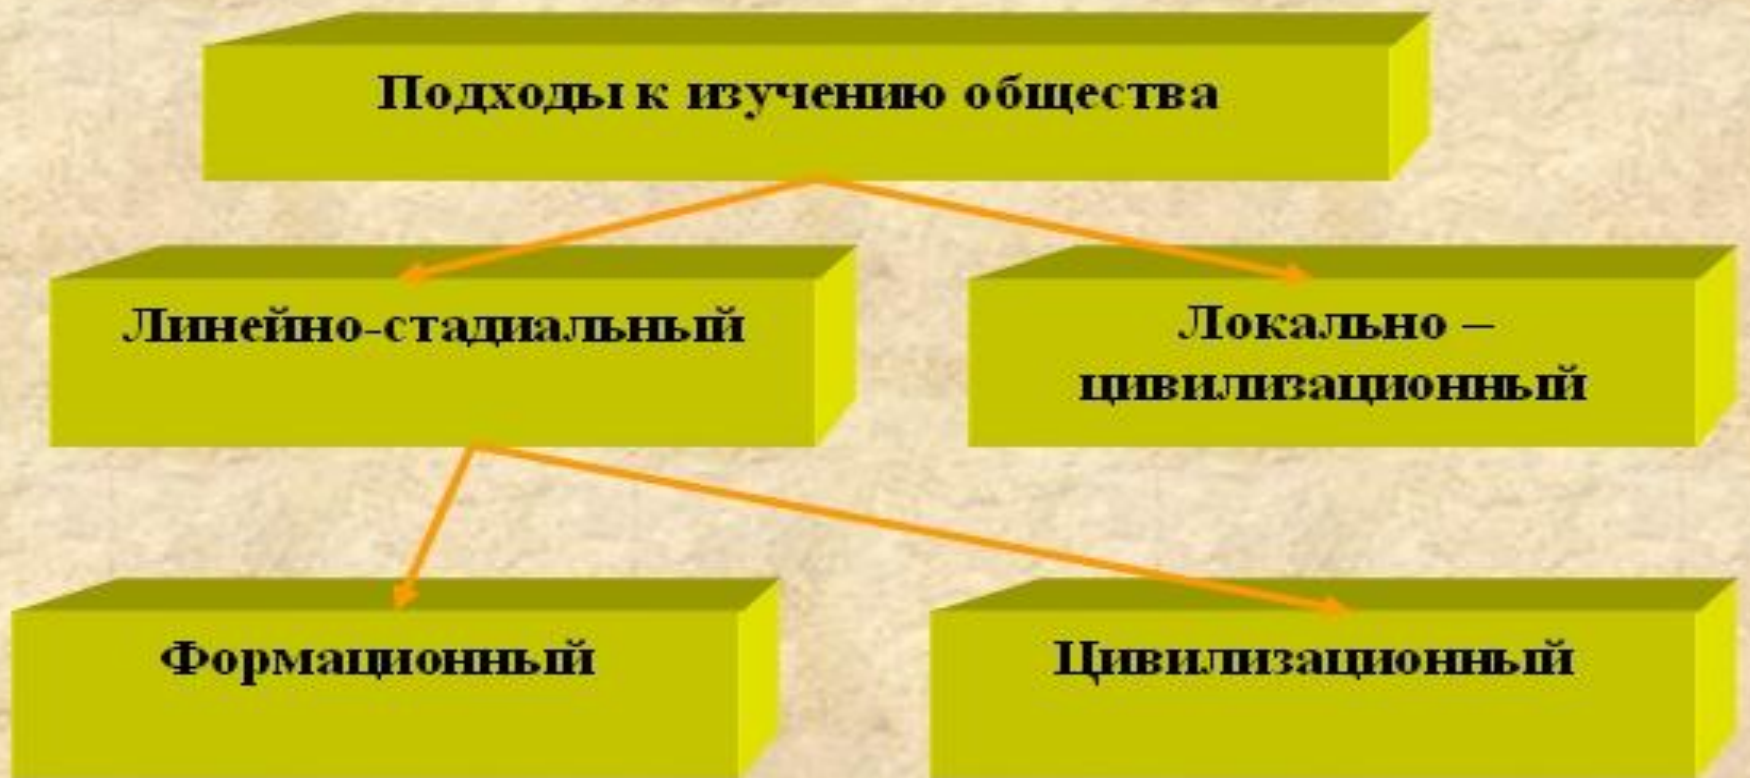 Подходы к изучению общества
Линейно-стадиальный
Локально –
цивилизационный
Формационный
Цивилизационный